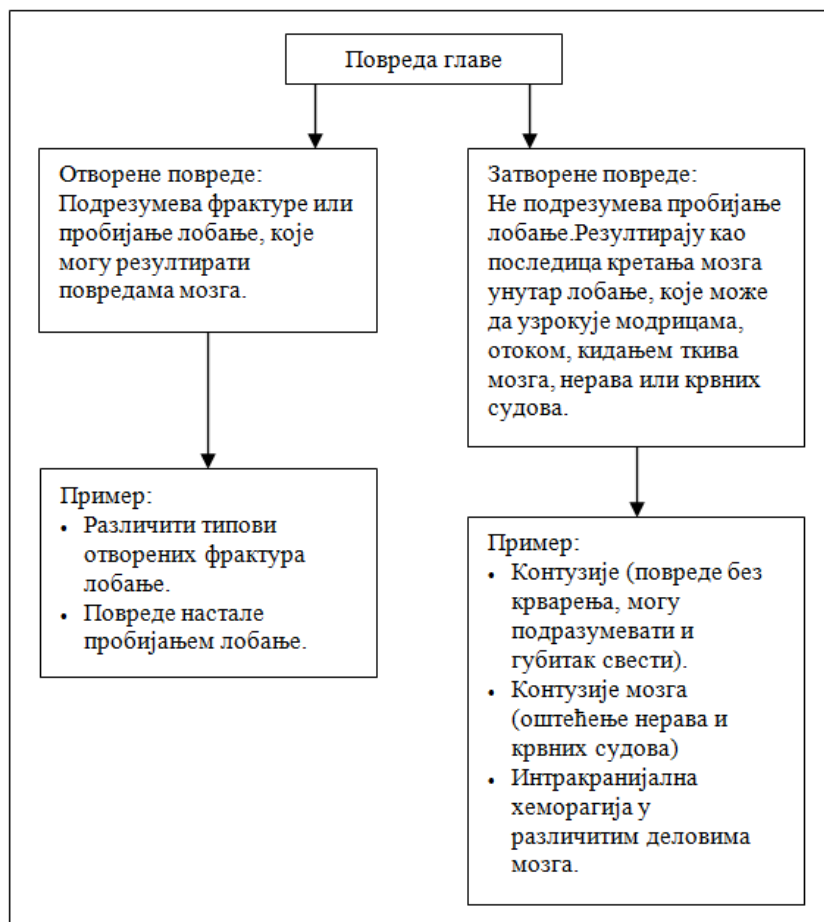 Повреда главе
Отворене повреде:
Подрезумева фрактуре или
пробијање лобање, које
могу резултирати
повредама мозга.
Пример:
• Различити типови
отворених фрактура
лобање.
• Повреде настале
пробијањем лобање.
Затворене повреде:
Не подрезумева пробијање
лобање.Резултирају као
последица кретања мозга
унутар лобање, које може
да узрокује модрицама,
отоком, кидањем ткива
мозга, нерава или крвних
судова.
Пример:
• Контузије (повреде без
крварења, могу
подразумевати и
губитак свести).
• Контузије мозга
(оштећење нерава и
крвних судова)
• Интракранијална
хеморагија у
различитим деловима
мозга.